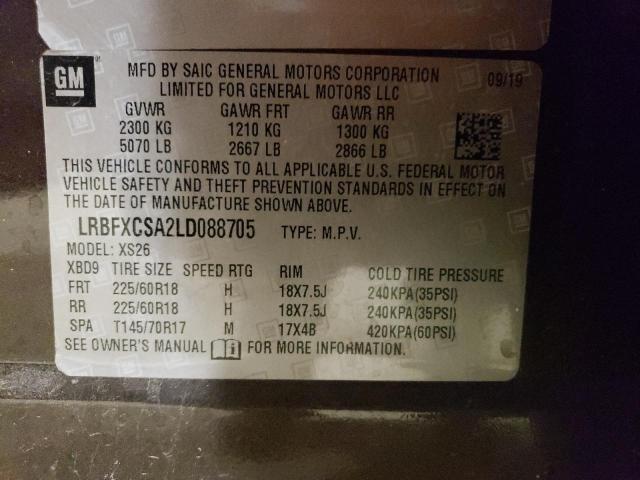 GM
MFD BY SAIC GENERAL MOTORS CORPORATION 09/19
LIMITED FOR GENERAL MOTORS LLC
GVWR GAWR FRT GAWR RR
2300 KG 1210 KG 1300 KG
5070 LB 2667 LB 2866 LB
THIS VEHICLE CONFORMS TO ALL APPLICABLE U.S. FEDERAL MOTOR
VEHICLE SAFETY AND THEFT PREVENTION STANDARDS IN EFFECT ON
THE DATE OF MANUFACTURE SHOWN ABOVE.
LRBFXCSA2LD088705 TYPE: M.P.V.
MODEL: XS26
XBD9 TIRE SIZE SPEED RTG RIM COLD TIRE PRESSURE
FRT 225/60R18 H 18X7.5J 240KPA(35PSI)
RR 225/60R18 H 18X7.5J 240KPA(35PSI)
SPA T145/70R17 M 17X4B 420KPA(60PSI)
SEE OWNER'S MANUAL FOR MORE INFORMATION.